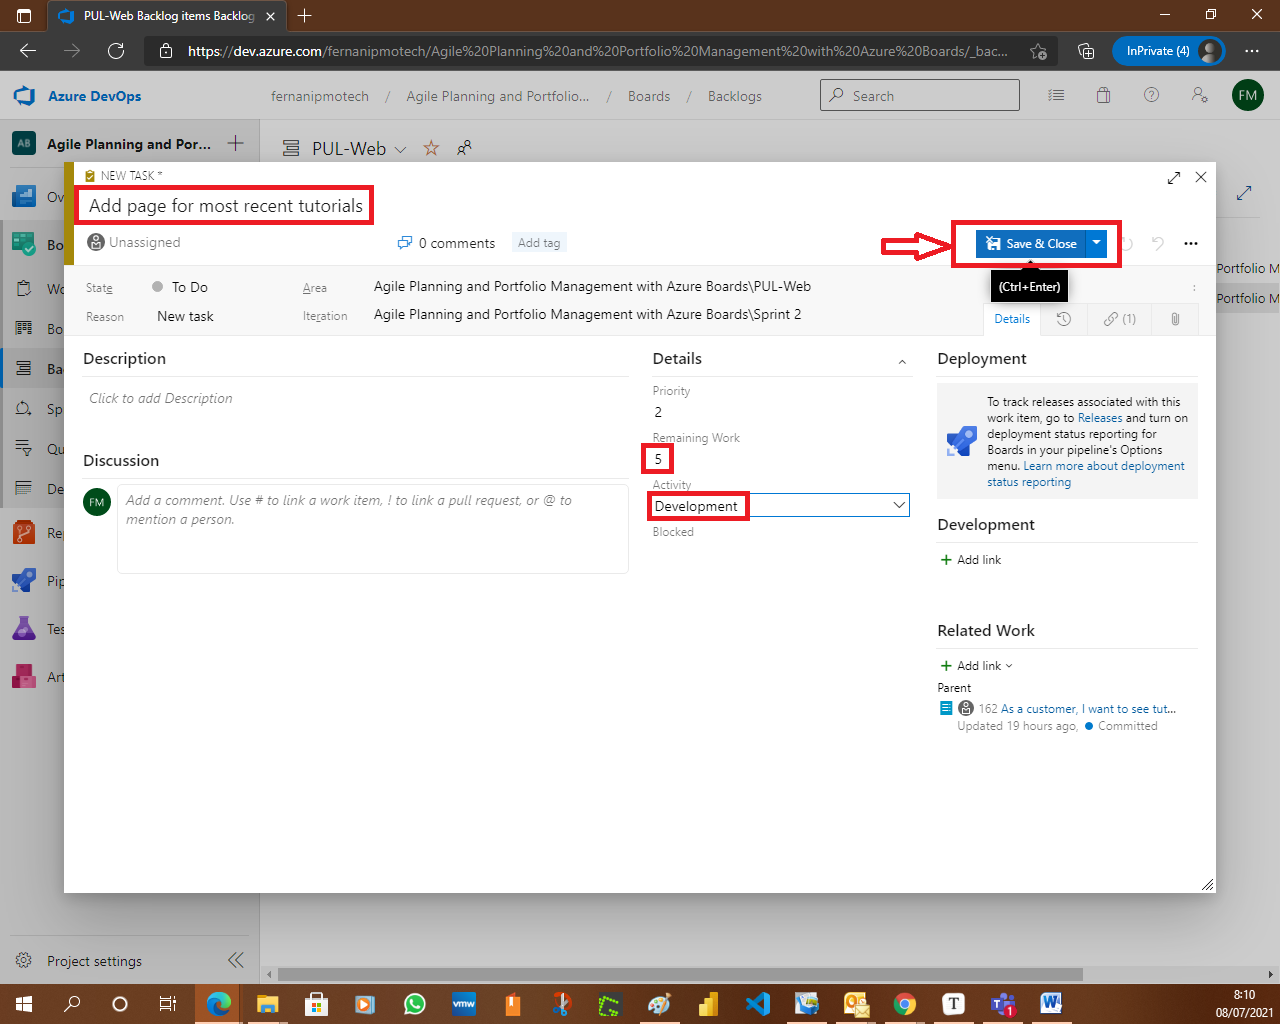 PUL-Web Backlog items Backlog
https://dev.azure.com/fernanipmotech/Agile%20Planning%20and%20Portfolio%20Management%20with%20Azure%20Boards/_bac...
InPrivate (4)
Azure DevOps
fernanipmotech / Agile Planning and Portfolio... / Boards / Backlogs
Search
FM
AB
Agile Planning and Por...
PUL-Web
NEW TASK *
Ov
Add page for most recent tutorials
Bo
Unassigned
0 comments
Add tag
Save & Close
Portfolio M
(Ctrl+Enter)
State
To Do
Area
Agile Planning and Portfolio Management with Azure Boards\PUL-Web
Wo
Portfolio M
Reason
New task
Iteration
Agile Planning and Portfolio Management with Azure Boards\Sprint 2
Details
(1)
Bo
Description
Details
Deployment
Ba
Click to add Description
Priority
2
To track releases associated with this
work item, go to Releases and turn on
deployment status reporting for
Boards in your pipeline's Options
menu. Learn more about deployment
status reporting
Sp
Remaining Work
5
Qu
Discussion
Activity
Development
De
FM
Add a comment. Use # to link a work item, ! to link a pull request, or @ to
mention a person.
Blocked
Development
Re
Add link
Pip
Related Work
Tes
Add link
Art
Parent
162 As a customer, I want to see tut...
Updated 19 hours ago, Committed
Project settings
vmw
T
1
W
8:10
08/07/2021